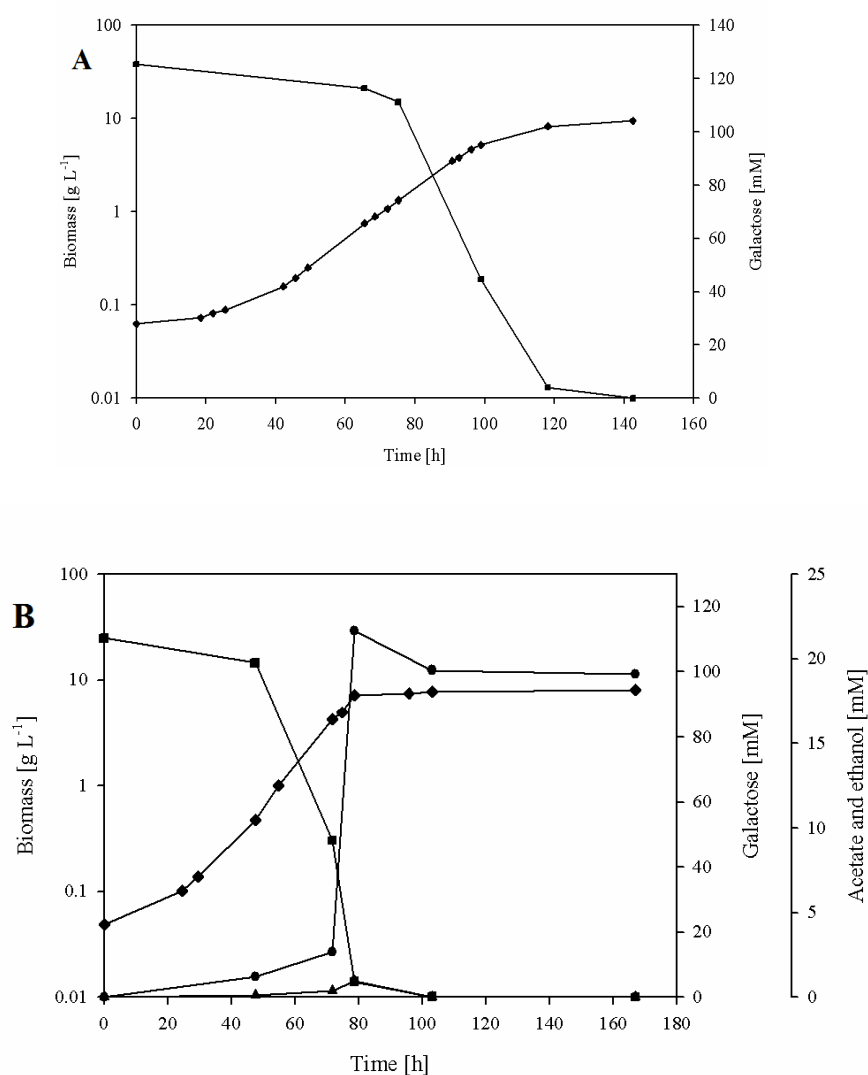 A
100
10
1
0.1
0.01
Biomass [g L-1]
140
120
100
80
60
40
20
0
Galactose [mM]
0 20 40 60 80 100 120 140 160
Time [h]
B
100
10
1
0.1
0.01
Biomass [g L-1]
120
100
80
60
40
20
0
Galactose [mM]
25
20
15
10
5
0
Acetate and ethanol [mM]
0 20 40 60 80 100 120 140 160 180
Time [h]